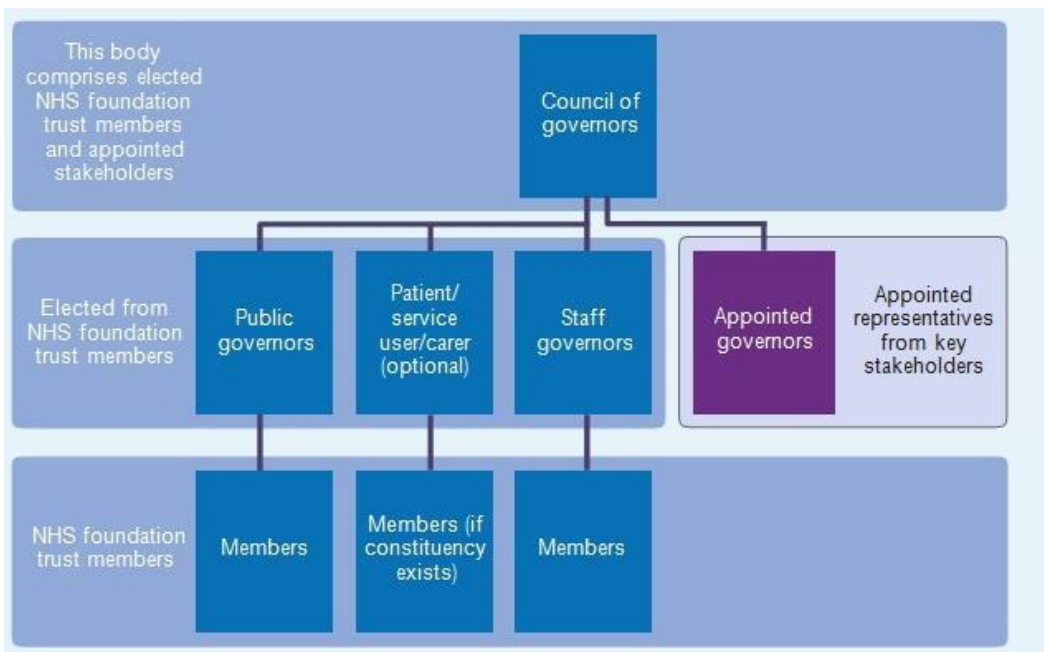 This body
comprises elected
NHS foundation
trust members
and appointed
stakeholders
Council of
governors
Elected from
NHS foundation
trust members
Public
governors
Patient/
service
user/carer
(optional)
Staff
governors
Appointed
governors
Appointed
representatives
from key
stakeholders
NHS foundation
trust members
Members
Members (if
constituency
exists)
Members